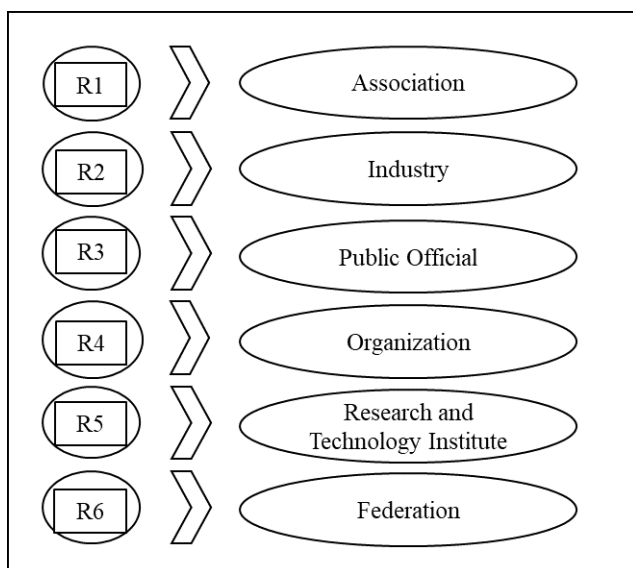 R1
Association
R2
Industry
R3
Public Official
R4
Organization
R5
Research and
Technology Institute
R6
Federation